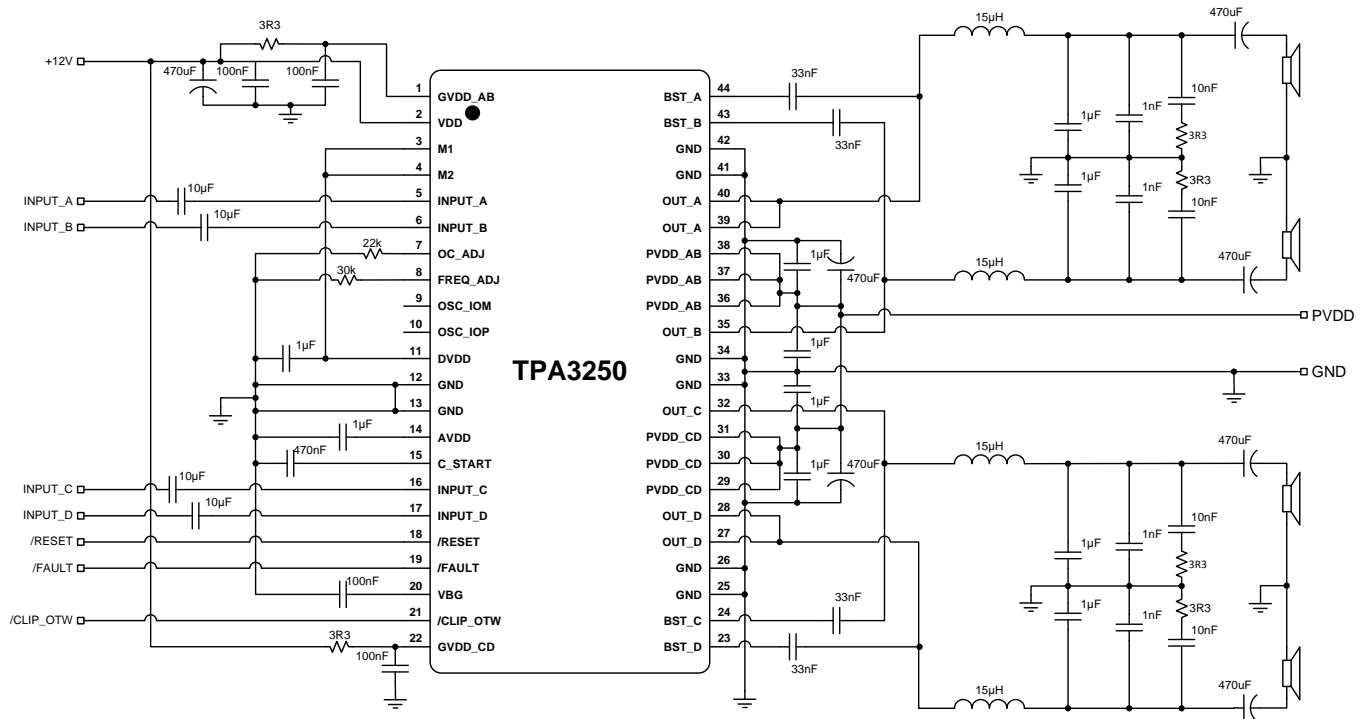 3R3
+12V
470uF
100nF
100nF
1
GVDD_AB
2
VDD
3
M1
4
M2
INPUT_A
10µF
5
INPUT_A
INPUT_B
10µF
6
INPUT_B
22k
7
OC_ADJ
30k
8
FREQ_ADJ
9
OSC_IOM
10
OSC_IOP
1µF
11
DVDD
12
GND
13
GND
1µF
14
AVDD
470nF
15
C_START
INPUT_C
10µF
16
INPUT_C
INPUT_D
10µF
17
INPUT_D
/RESET
18
/RESET
/FAULT
19
/FAULT
100nF
20
VBG
/CLIP_OTW
21
/CLIP_OTW
3R3
100nF
22
GVDD_CD
TPA3250
BST_A
44
33nF
BST_B
43
33nF
GND
42
GND
41
OUT_A
40
OUT_A
39
PVDD_AB
38
1µF
PVDD_AB
37
470uF
PVDD_AB
36
OUT_B
35
1µF
GND
34
GND
33
1µF
OUT_C
32
PVDD_CD
31
PVDD_CD
30
1µF
470uF
PVDD_CD
29
OUT_D
28
OUT_D
27
GND
26
GND
25
BST_C
24
33nF
BST_D
23
33nF
15µH
470uF
10nF
1µF
1nF
3R3
1µF
1nF
3R3
10nF
15µH
470uF
PVDD
GND
15µH
470uF
10nF
1µF
1nF
3R3
1µF
1nF
3R3
10nF
15µH
470uF